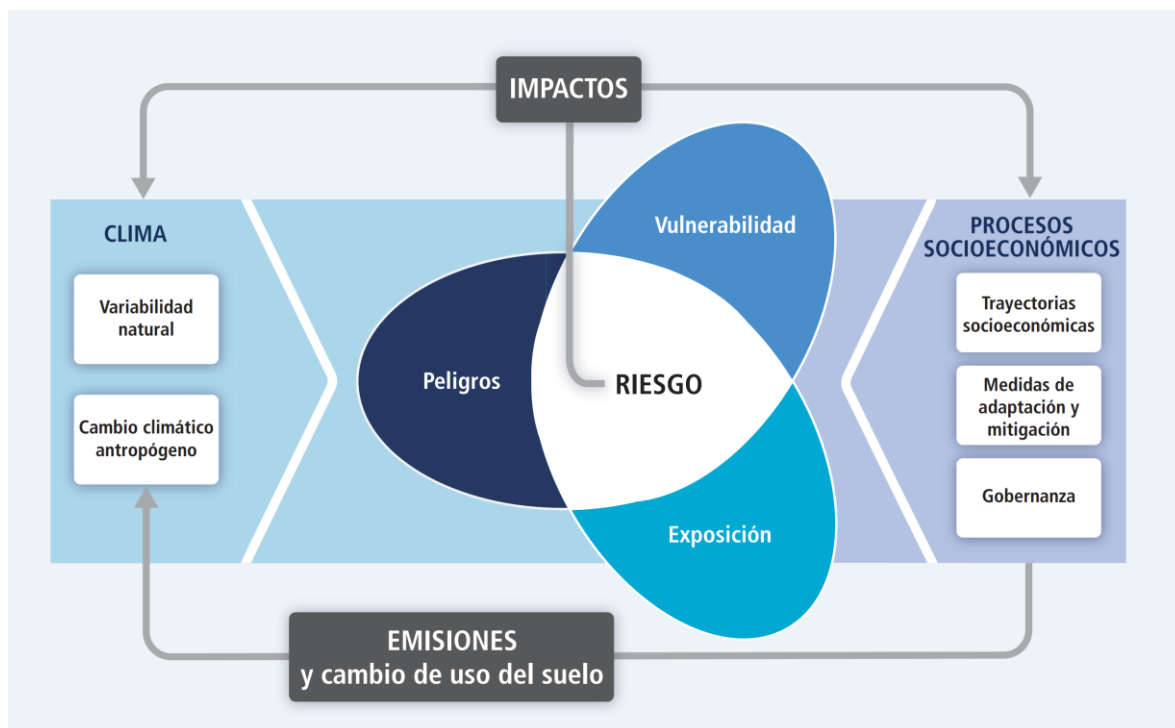 IMPACTOS
CLIMA
Variabilidad
natural
Cambio climático
antropógeno
Peligros
Vulnerabilidad
RIESGO
Exposición
PROCESOS
SOCIOECONÓMICOS
Trayectorias
socioeconómicas
Medidas de
adaptación y
mitigación
Gobernanza
EMISIONES
y cambio de uso del suelo